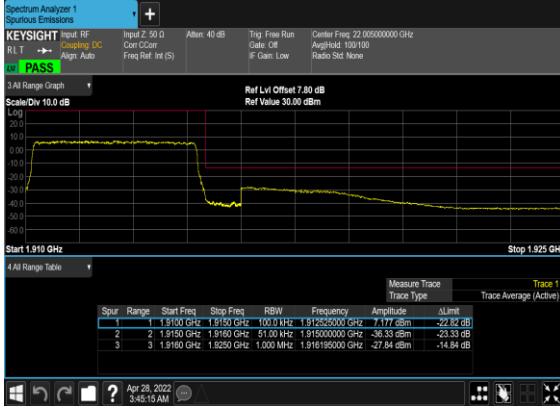 Spectrum Analyzer 1
Spurious Emissions
KEYSIGHT Input: RF Input Z: 50 Ω Atten: 40 dB Trig: Free Run Center Freq: 22.005000000 GHz
RLT Coupling: DC Corr CCorr Gate: Off Avg|Hold: 100/100
Align: Auto Freq Ref: Int (S) IF Gain: Low Radio Std: None
LXI PASS
3 All Range Graph
Ref Lvl Offset 7.80 dB
Scale/Div 10.0 dB Ref Value 30.00 dBm
Log
20.0
10.0
0.00
-10.0
-20.0
-30.0
-40.0
-50.0
-60.0
Start 1.910 GHz Stop 1.925 GH
4 All Range Table
Measure Trace Trace 1
Trace Type Trace Average (Active)
Spur Range Start Freq Stop Freq RBW Frequency Amplitude ΔLimit
1 1 1.9100 GHz 1.9150 GHz 100.0 kHz 1.912525000 GHz 7.177 dBm -22.82 dB
2 2 1.9150 GHz 1.9160 GHz 51.00 kHz 1.915000000 GHz -36.33 dBm -23.33 dB
3 3 1.9160 GHz 1.9250 GHz 1.000 MHz 1.916195000 GHz -27.84 dBm -14.84 dB
Apr 28, 2022
3:45:15 AM